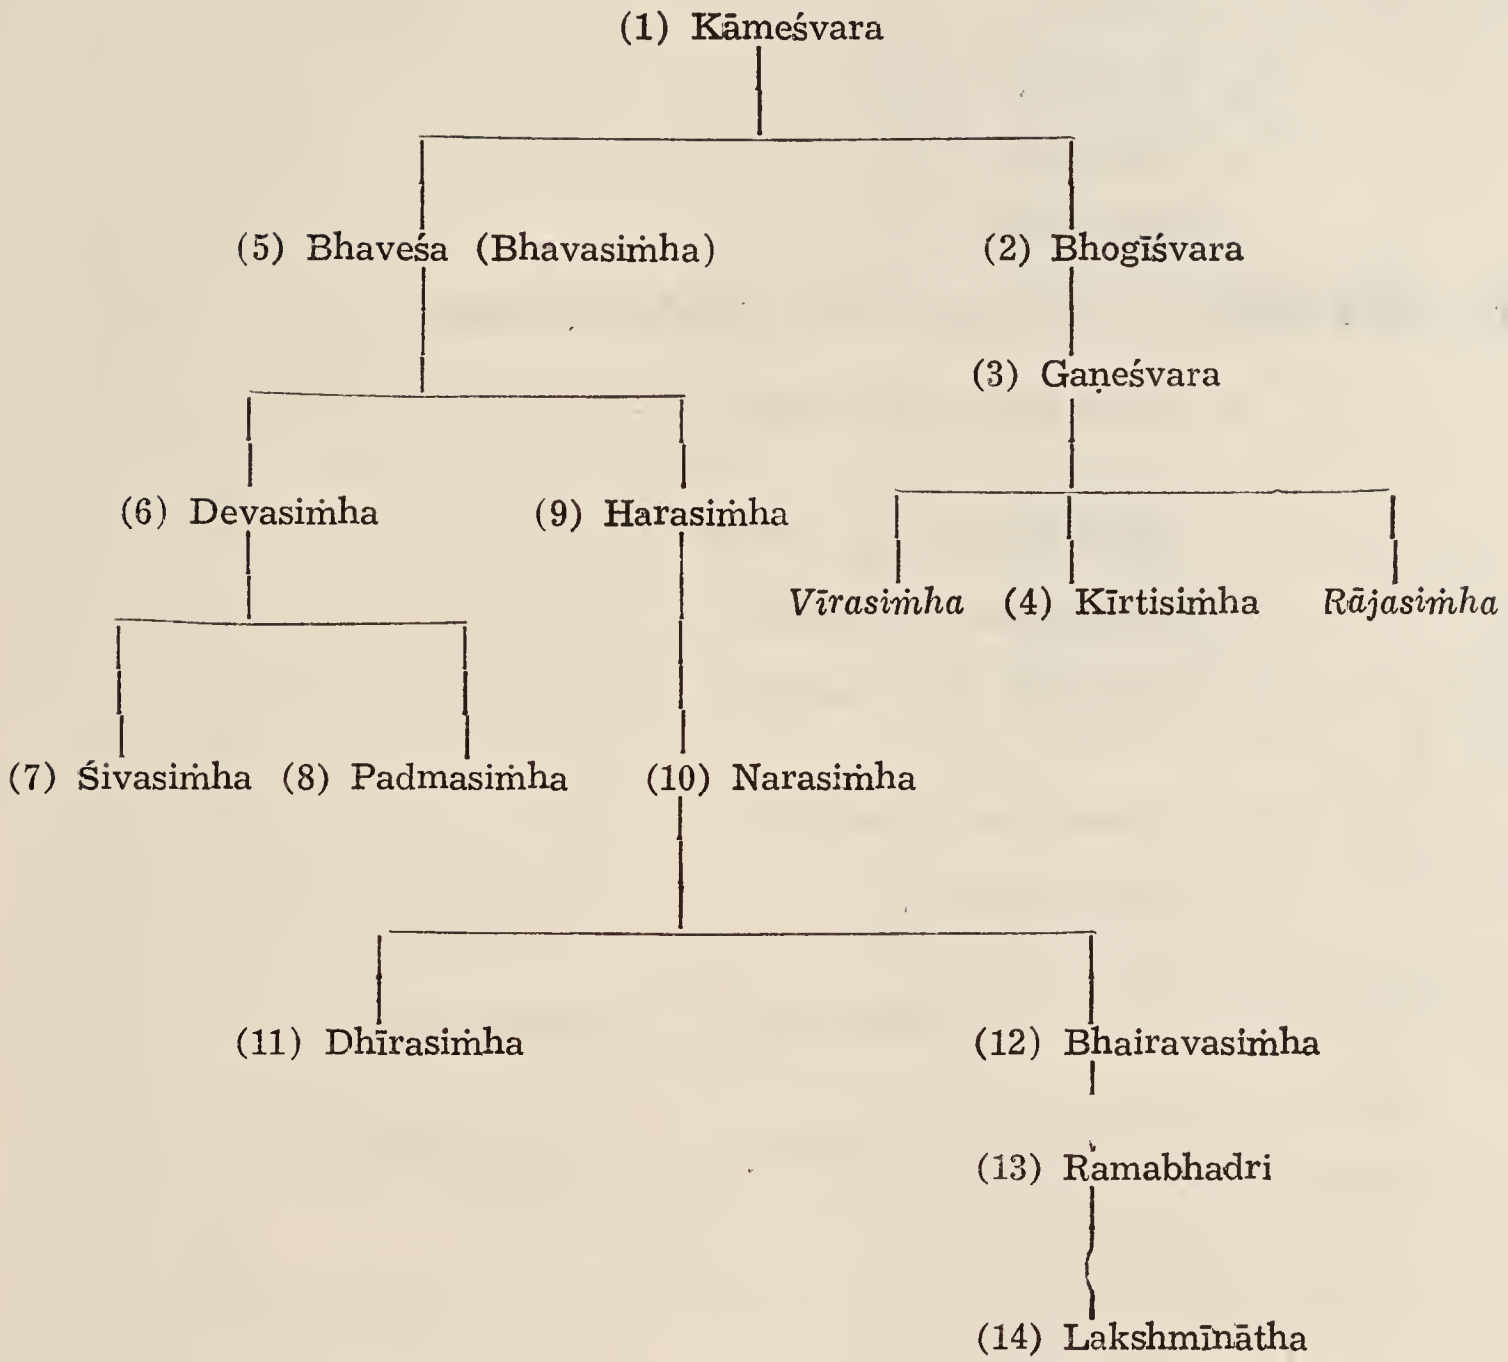 (1) Kāmeśvara
(5) Bhaveśa (Bhavasiṁha) (2) Bhogīśvara
(3) Gaṇeśvara
(6) Devasiṁha (9) Harasiṁha
Vīrasiṁha (4) Kīrtisiṁha Rājasiṁha
(7) Śivasiṁha (8) Padmasiṁha (10) Narasiṁha
(11) Dhīrasiṁha (12) Bhairavasiṁha
(13) Ramabhadri
(14) Lakshmīnātha